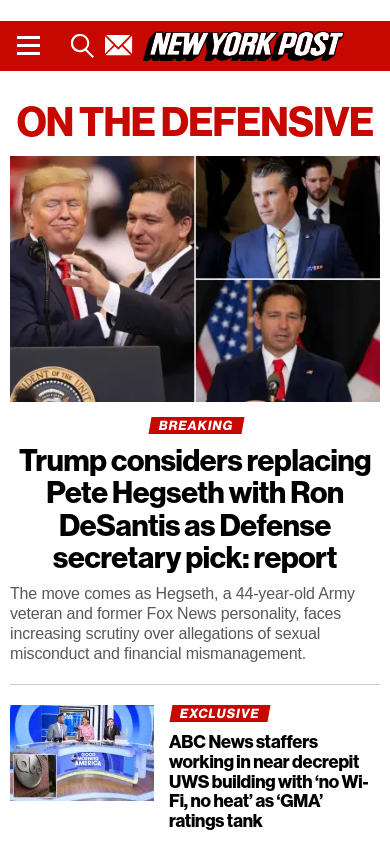 NEW YORK POST
ON THE DEFENSIVE
BREAKING
Trump considers replacing
Pete Hegseth with Ron
DeSantis as Defense
secretary pick: report
The move comes as Hegseth, a 44-year-old Army
veteran and former Fox News personality, faces
increasing scrutiny over allegations of sexual
misconduct and financial mismanagement.
EXCLUSIVE
ABC News staffers
working in near decrepit
UWS building with ‘no Wi-
Fi, no heat’ as ‘GMA’
ratings tank
GOOD
MORNING
AMERICA